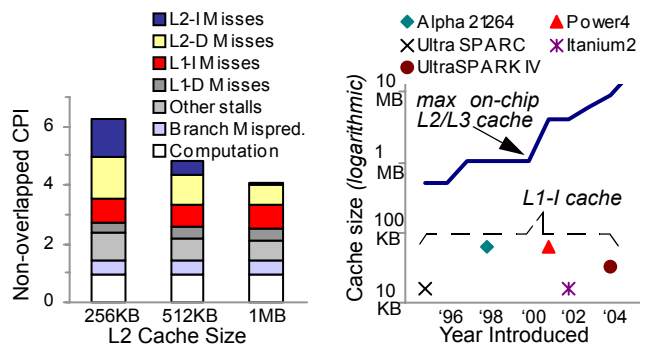 L2-I Misses
L2-D Misses
L1-I Misses
L1-D Misses
Other stalls
Branch Mispred.
Computation
Non-overlapped CPI
6
4
2
0
256KB
512KB
1MB
L2 Cache Size
Alpha 21264
Power4
Ultra SPARC
Itanium2
UltraSPARK IV
Cache size (logarithmic)
10
MB
1
MB
100
KB
10
KB
max on-chip
L2/L3 cache
L1-I cache
‘96
‘98
‘00
‘02
‘04
Year Introduced